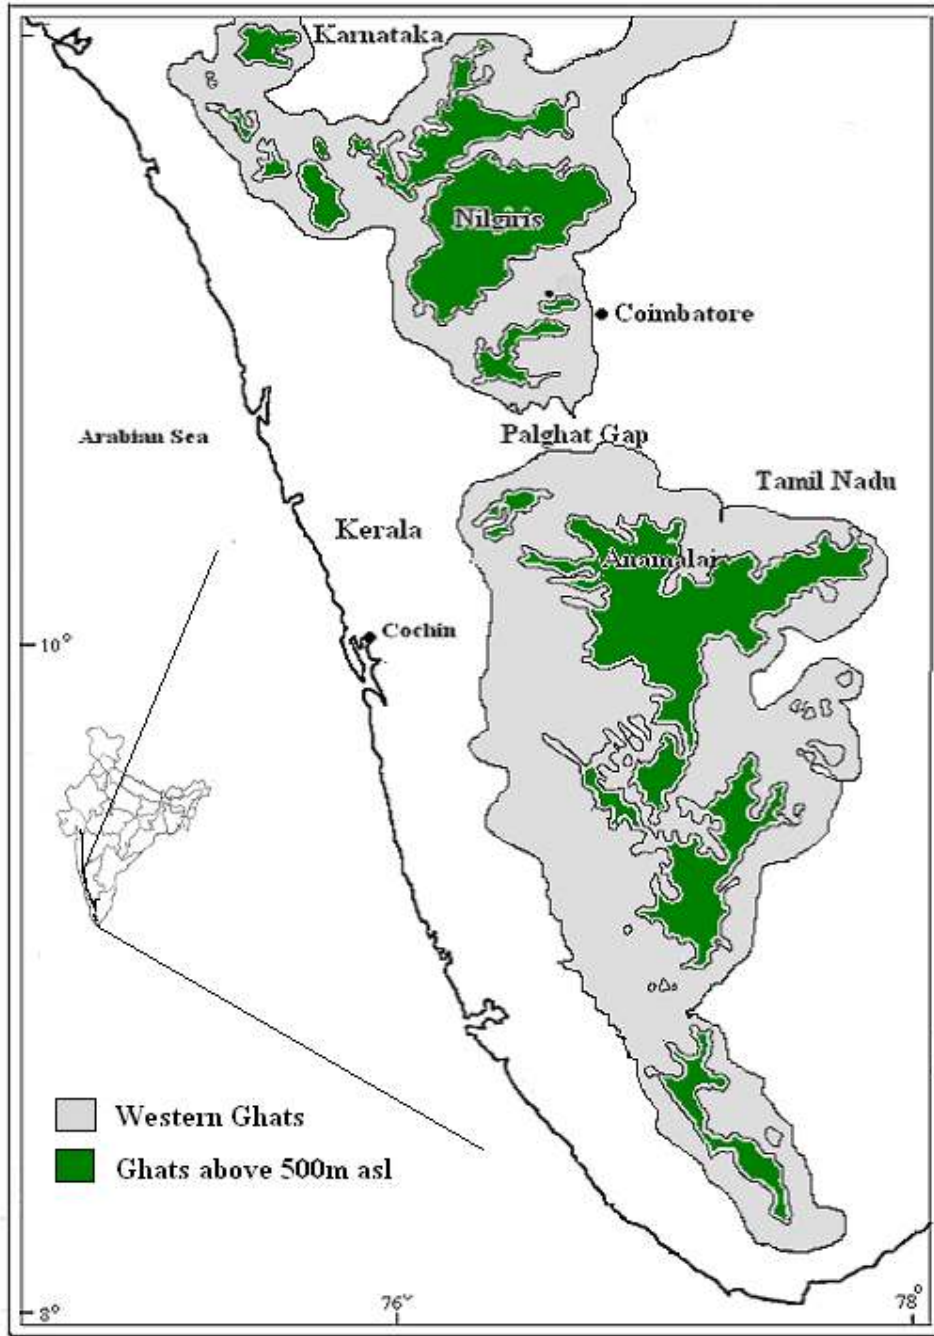 Karnataka
Nilgiris
Coimbatore
Arabian Sea
Palghat Gap
Tamil Nadu
Kerala
Anamalai
Cochin
10°
Western Ghats
Ghats above 500m asl
8°
76°
78°